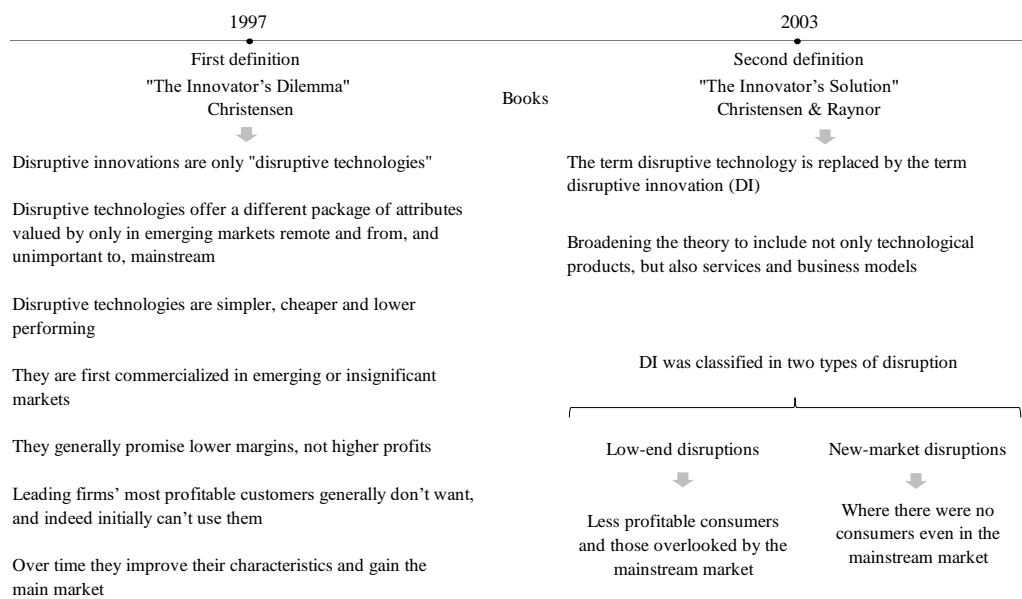 1997
First definition
"The Innovator’s Dilemma"
Christensen
Disruptive innovations are only "disruptive technologies"
Disruptive technologies offer a different package of attributes
valued by only in emerging markets remote and from, and
unimportant to, mainstream
Disruptive technologies are simpler, cheaper and lower
performing
They are first commercialized in emerging or insignificant
markets
They generally promise lower margins, not higher profits
Leading firms’ most profitable customers generally don’t want,
and indeed initially can’t use them
Over time they improve their characteristics and gain the
main market
Books
2003
Second definition
"The Innovator’s Solution"
Christensen & Raynor
The term disruptive technology is replaced by the term
disruptive innovation (DI)
Broadening the theory to include not only technological
products, but also services and business models
DI was classified in two types of disruption
Low-end disruptions
Less profitable consumers
and those overlooked by the
mainstream market
New-market disruptions
Where there were no
consumers even in the
mainstream market